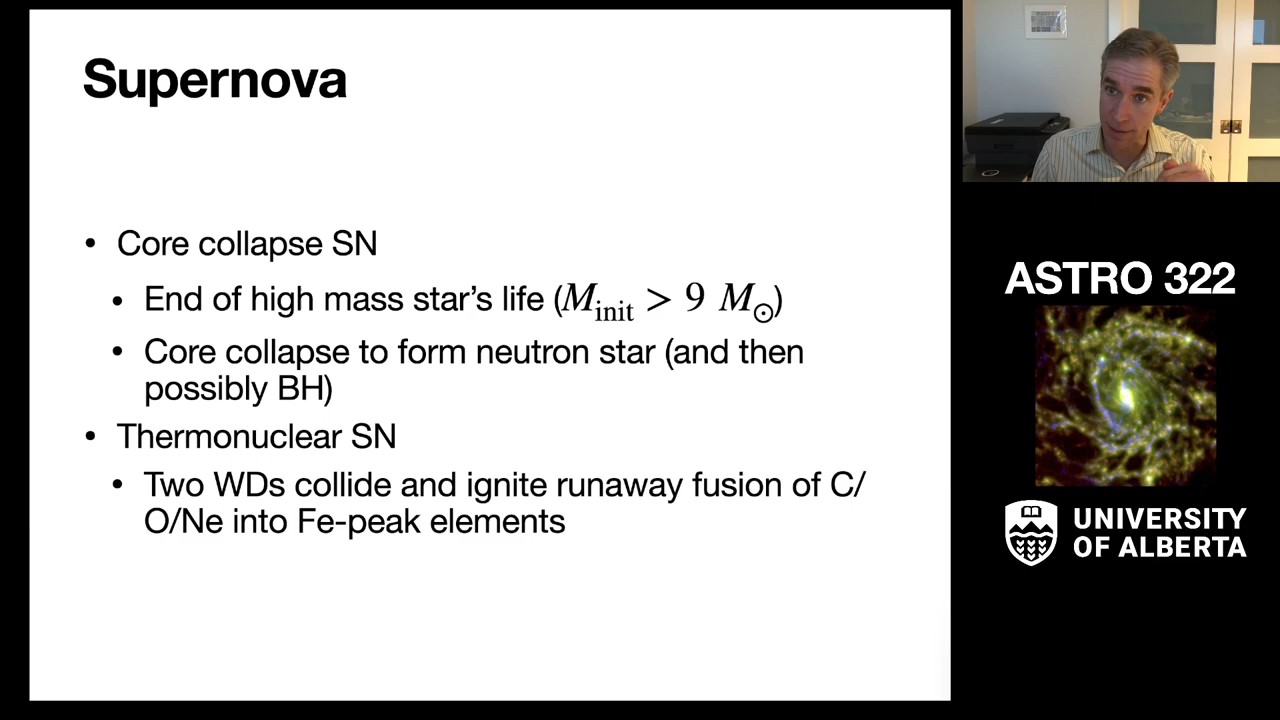 Supernova
• Core collapse SN
• End of high mass star's life (M_init > 9 M_⊙)
• Core collapse to form neutron star (and then
possibly BH)
• Thermonuclear SN
• Two WDs collide and ignite runaway fusion of C/
O/Ne into Fe-peak elements
ASTRO 322
UNIVERSITY
OF ALBERTA